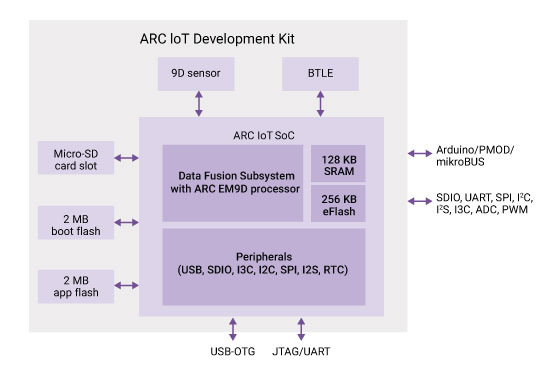 ARC IoT Development Kit
9D sensor
BTLE
ARC IoT SoC
Micro-SD
card slot
2 MB
boot flash
2 MB
app flash
Data Fusion Subsystem
with ARC EM9D processor
128 KB
SRAM
256 KB
eFlash
Peripherals
(USB, SDIO, I3C, I2C, SPI, I2S, RTC)
Arduino/PMOD/
mikroBUS
SDIO, UART, SPI, I²C,
I²S, I3C, ADC, PWM
USB-OTG
JTAG/UART